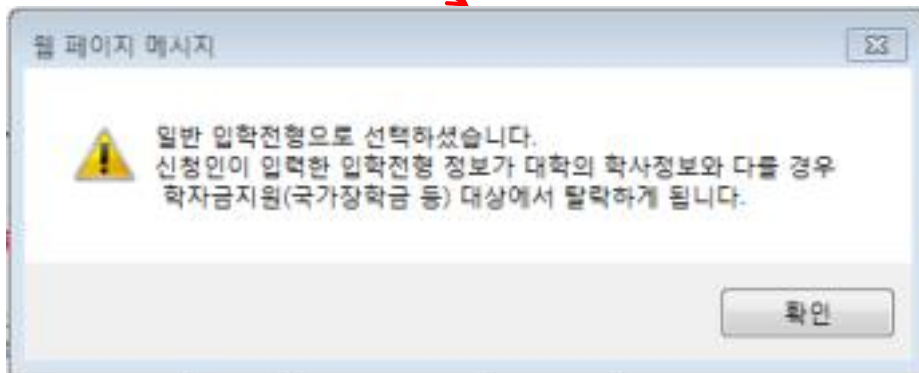 웹 페이지 메시지
일반 입학전형으로 선택하셨습니다.
신청인이 입력한 입학전형 정보가 대학의 학사정보와 다를 경우
학자금지원(국가장학금 등) 대상에서 탈락하게 됩니다.
확인